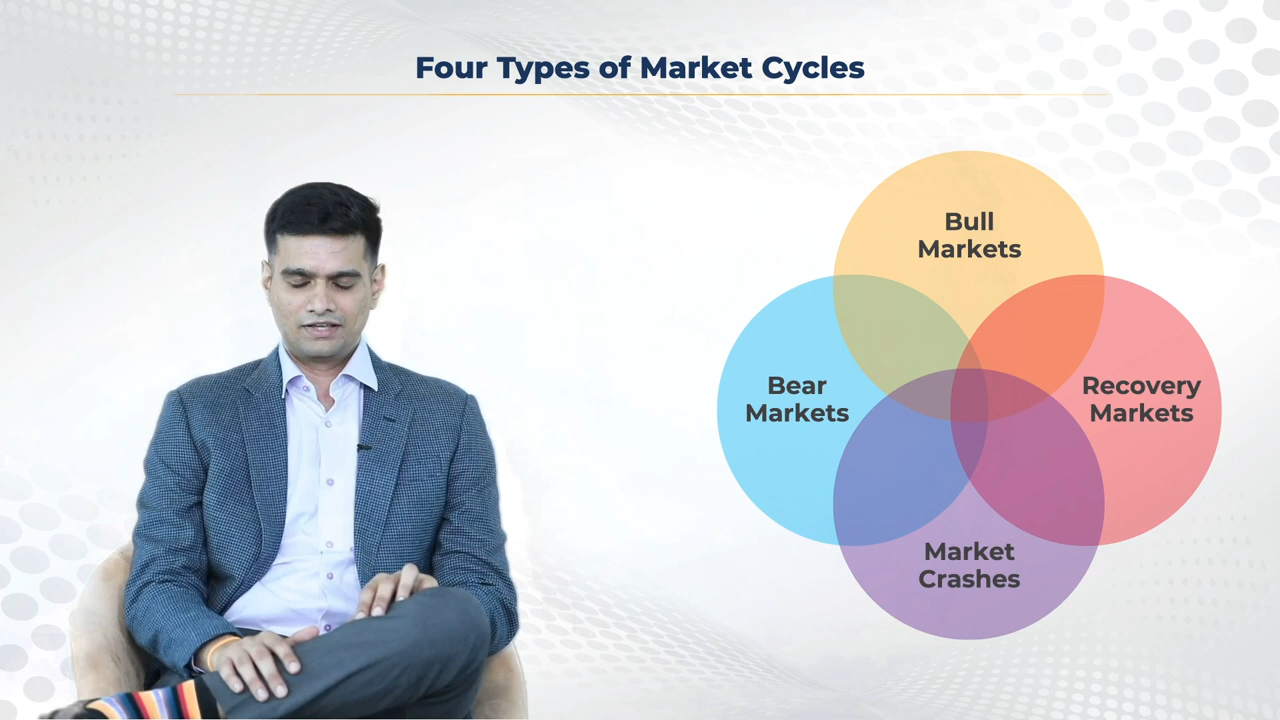 Four Types of Market Cycles
Bull
Markets
Bear
Markets
Recovery
Markets
Market
Crashes